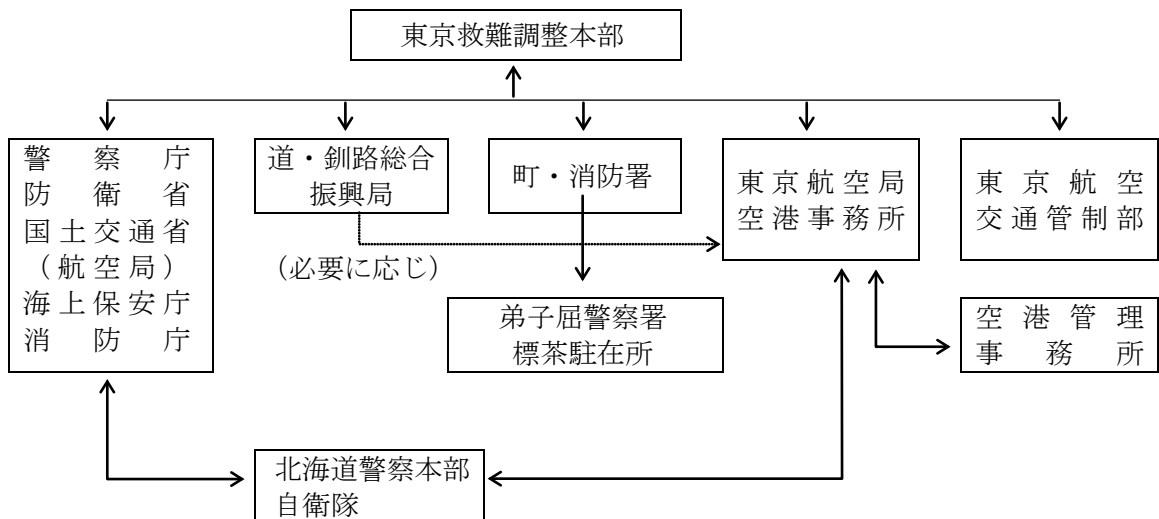 東京救難調整本部
警察庁
防衛省
国土交通省
（航空局）
海上保安庁
消防庁
道・釧路総合
振興局
町・消防署
東京航空局
空港事務所
東京航空
交通管制部
（必要に応じ）
弟子屈警察署
標茶駐在所
空港管理
事務所
北海道警察本部
自衛隊